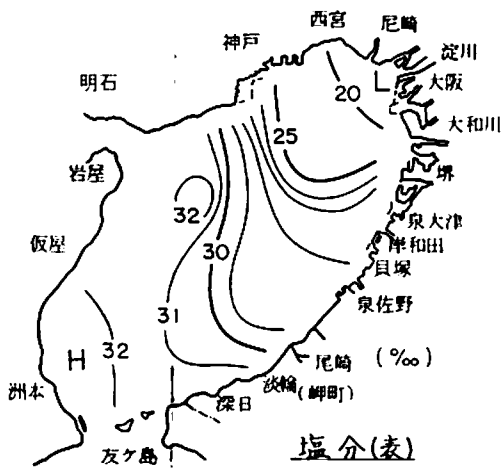 西宮
尼崎
神戸
淀川
明石
大阪
20
大和川
25
岩屋
堺
32
泉大津
仮屋
30
岸和田
貝塚
31
泉佐野
32
H
尼崎
(‰)
洲本
淡輪
(岬町)
深日
友ケ島
塩分(表)